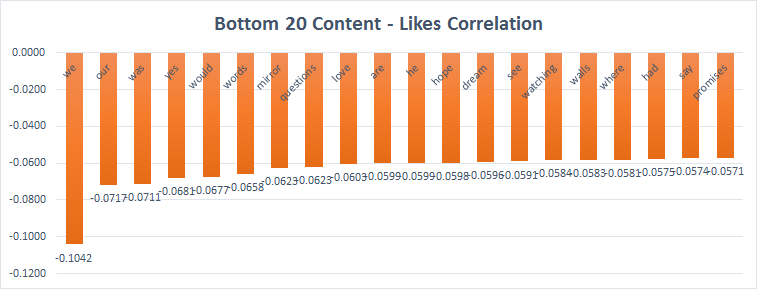 Bottom 20 Content - Likes Correlation
0.0000
-0.0200
-0.0400
-0.0600
-0.0800
-0.1000
-0.1200
we our was yes would words mirror questions love are he hope dream see watching walls where had say promises
-0.1042 -0.0717 -0.0711 -0.0681 -0.0677 -0.0658 -0.0623 -0.0623 -0.0603 -0.0599 -0.0599 -0.0598 -0.0596 -0.0591 -0.0584 -0.0583 -0.0581 -0.0575 -0.0574 -0.0571